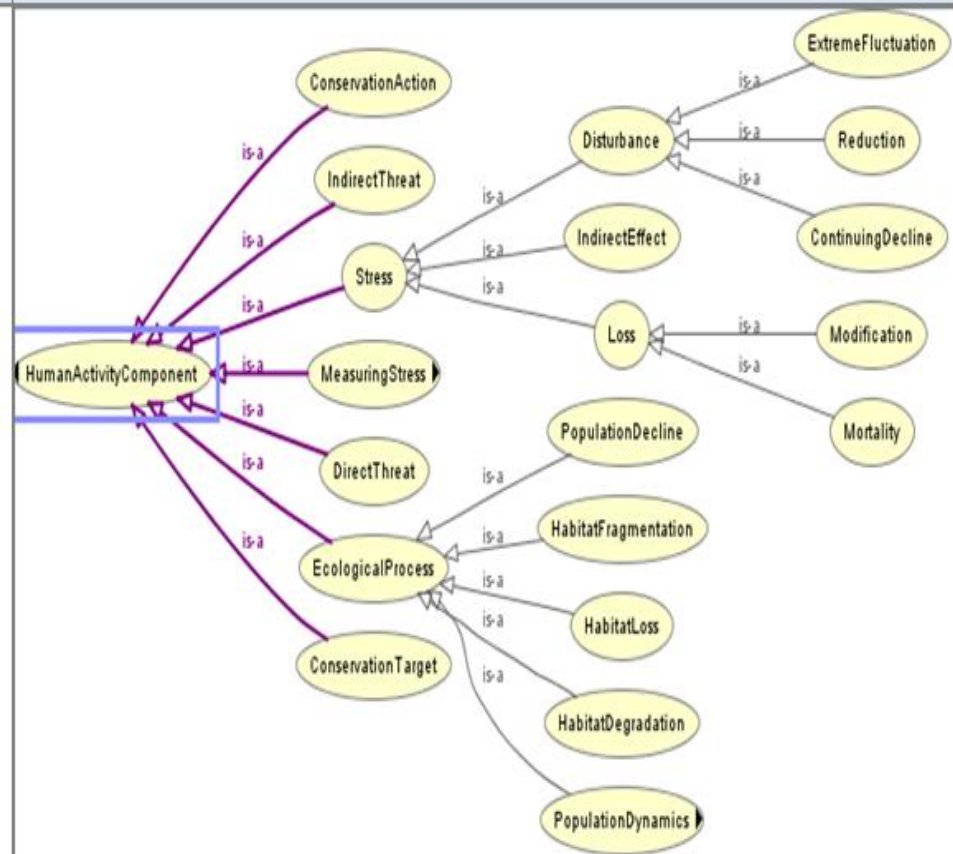 ExtremeFluctuation
ConservationAction
is-a
Disturbance
is-a
Reduction
is-a
is-a
IndirectThreat
is-a
is-a
IndirectEffect
ContinuingDecline
is-a
is-a
Stress
is-a
is-a
Loss
is-a
Modification
HumanActivityComponent
is-a
MeasuringStress
is-a
is-a
PopulationDecline
Mortality
is-a
DirectThreat
is-a
HabitatFragmentation
is-a
is-a
EcologicalProcess
is-a
HabitatLoss
is-a
ConservationTarget
is-a
HabitatDegradation
PopulationDynamics